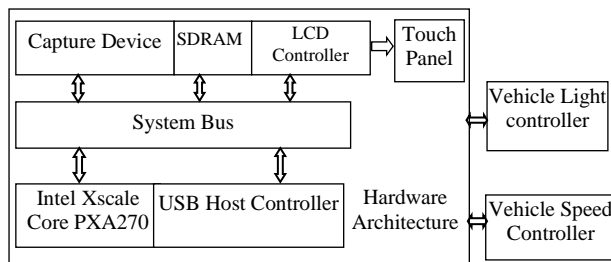 Capture Device
SDRAM
LCD
Controller
Touch
Panel
Vehicle Light
controller
System Bus
Intel Xscale
Core PXA270
USB Host Controller
Hardware
Architecture
Vehicle Speed
Controller